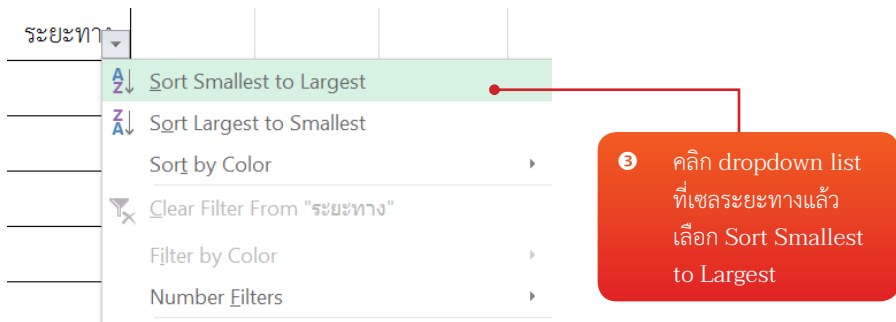 ระยะทาง
Sort Smallest to Largest
Sort Largest to Smallest
Sort by Color
Clear Filter From "ระยะทาง"
Filter by Color
Number Filters
❸ คลิก dropdown list
ที่เซลระยะทางแล้ว
เลือก Sort Smallest
to Largest